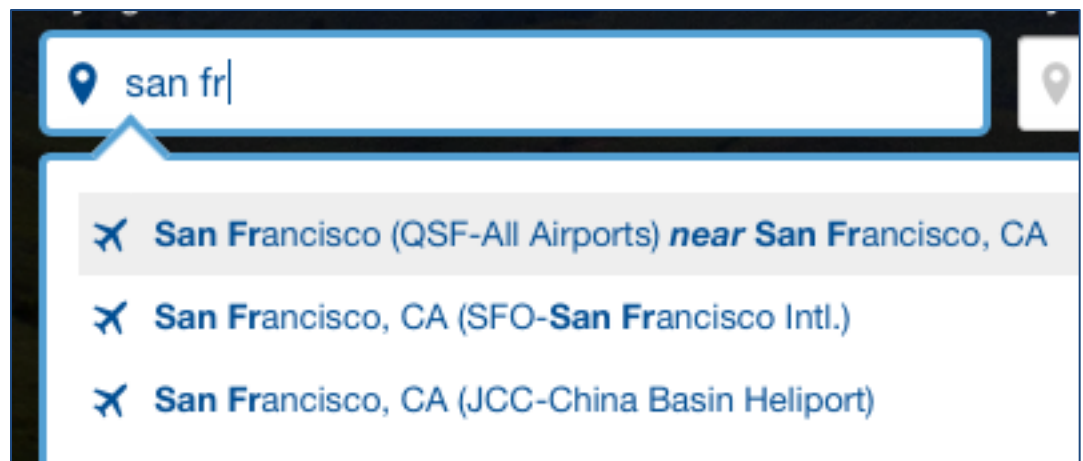 san fr
San Francisco (QSF-All Airports) near San Francisco, CA
San Francisco, CA (SFO-San Francisco Intl.)
San Francisco, CA (JCC-China Basin Heliport)